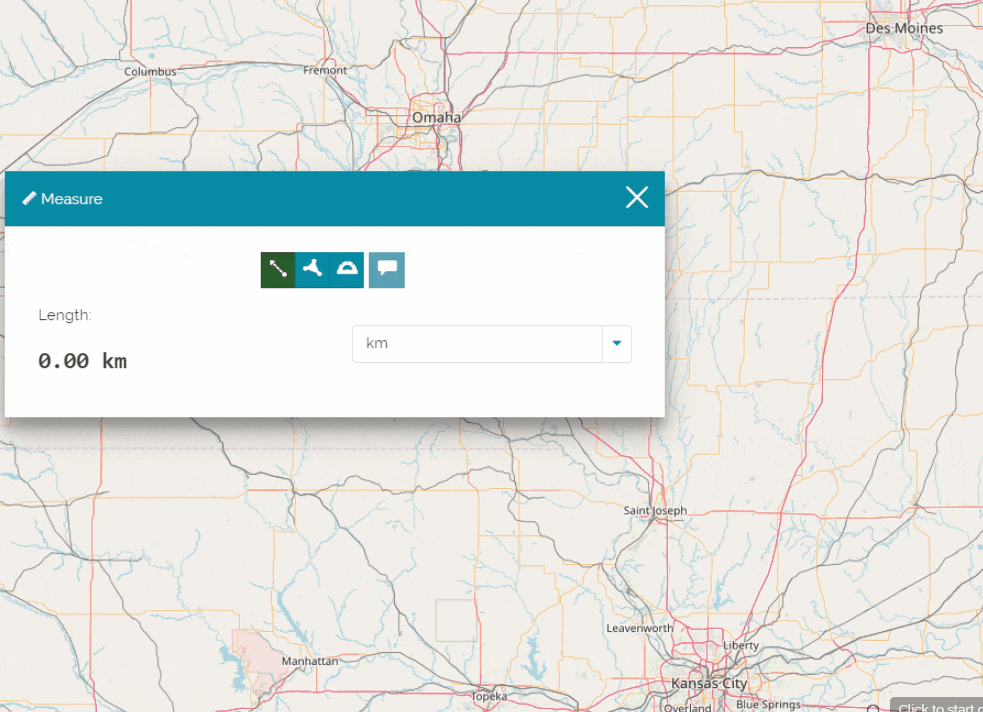 Des Moines
Columbus
Fremont
Omaha
Measure
Length:
km
0.00 km
Saint Joseph
Leavenworth
Liberty
Manhattan
Kansas City
Topeka
Blue Springs
Overland
Click to start